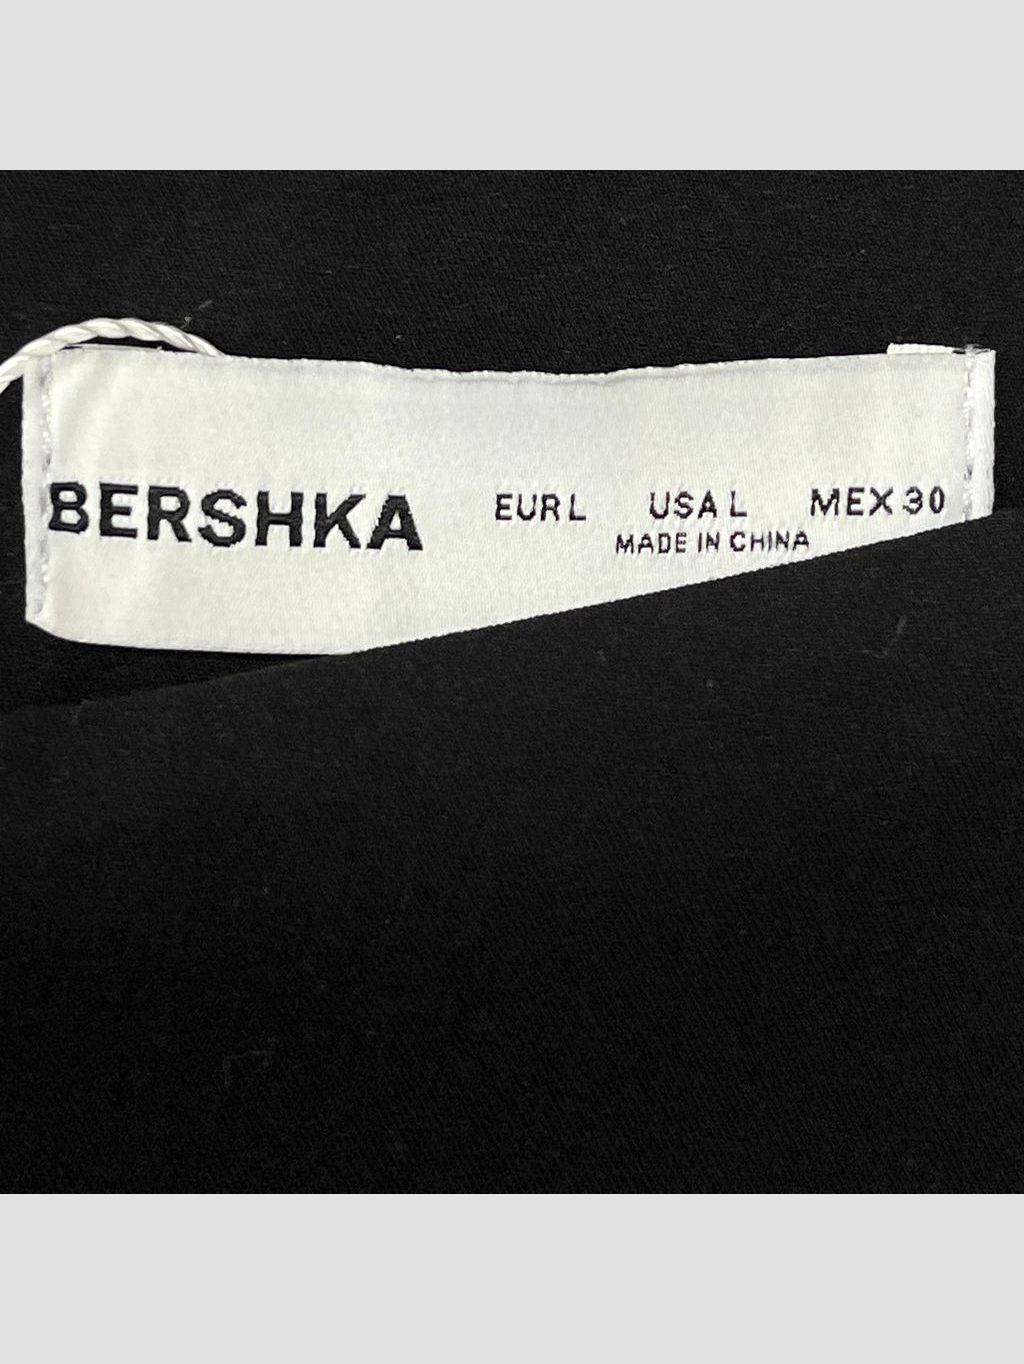 BERSHKA EUR L USA L MEX 30
MADE IN CHINA